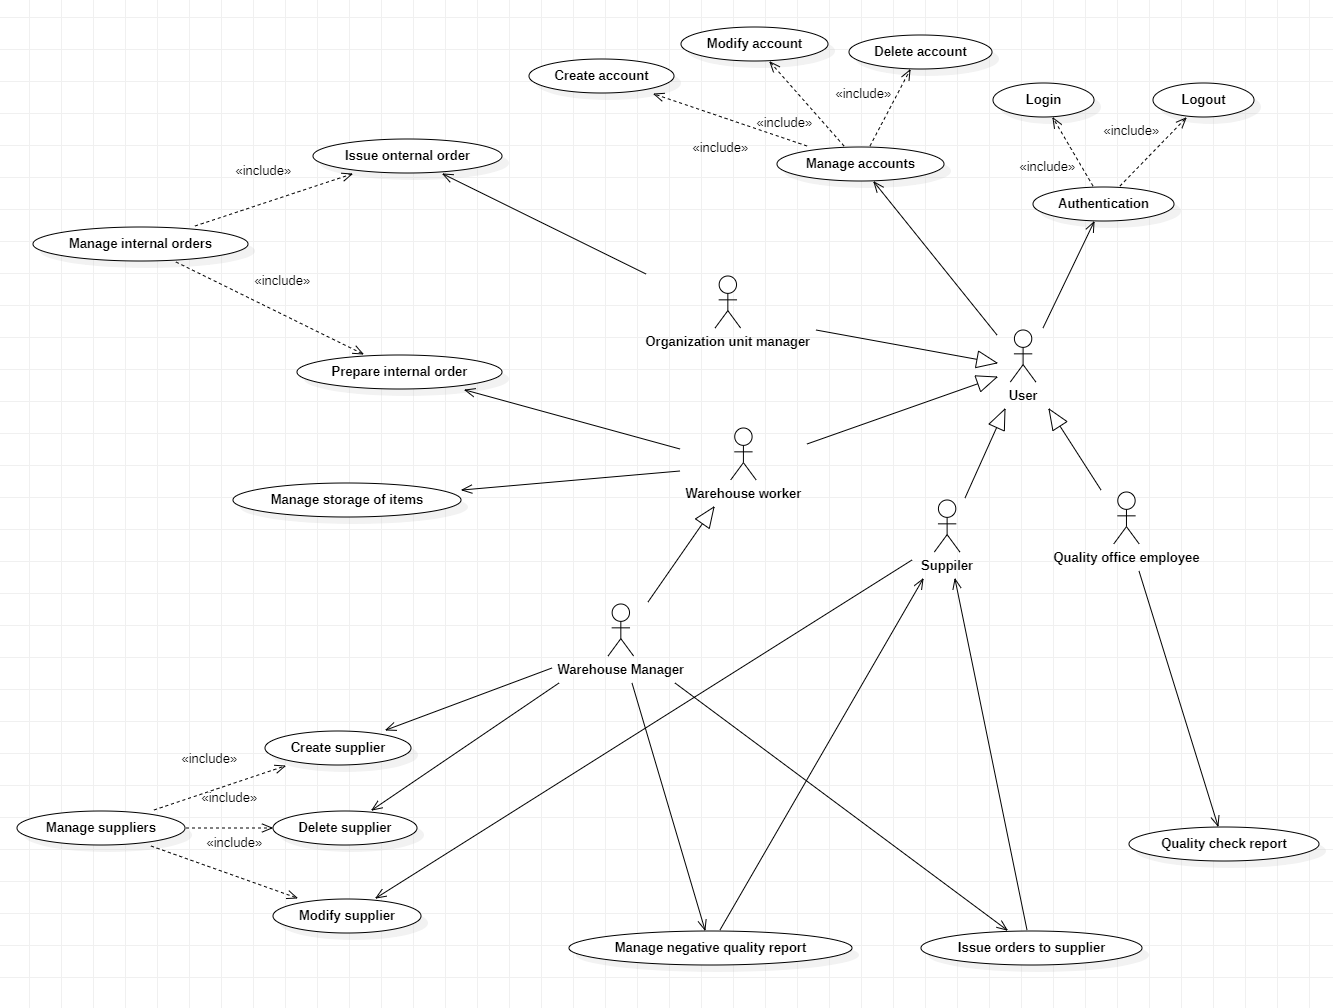 Modify account
Delete account
Create account
«include»
Login
Logout
«include»
«include»
«include»
Issue onternal order
Manage accounts
«include»
«include»
Authentication
Manage internal orders
«include»
Organization unit manager
Prepare internal order
User
Warehouse worker
Manage storage of items
Suppiler
Quality office employee
Warehouse Manager
Create supplier
«include»
«include»
Manage suppliers
Delete supplier
«include»
Quality check report
Modify supplier
Manage negative quality report
Issue orders to supplier